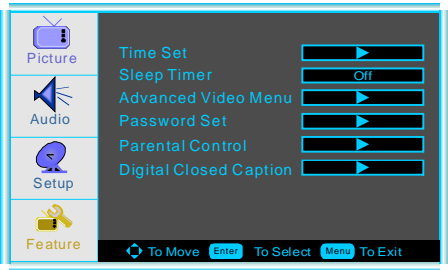 Picture
Audio
Setup
Feature
Time Set
Sleep Timer Off
Advanced Video Menu
Password Set
Parental Control
Digital Closed Caption
To Move Enter To Select Menu To Exit